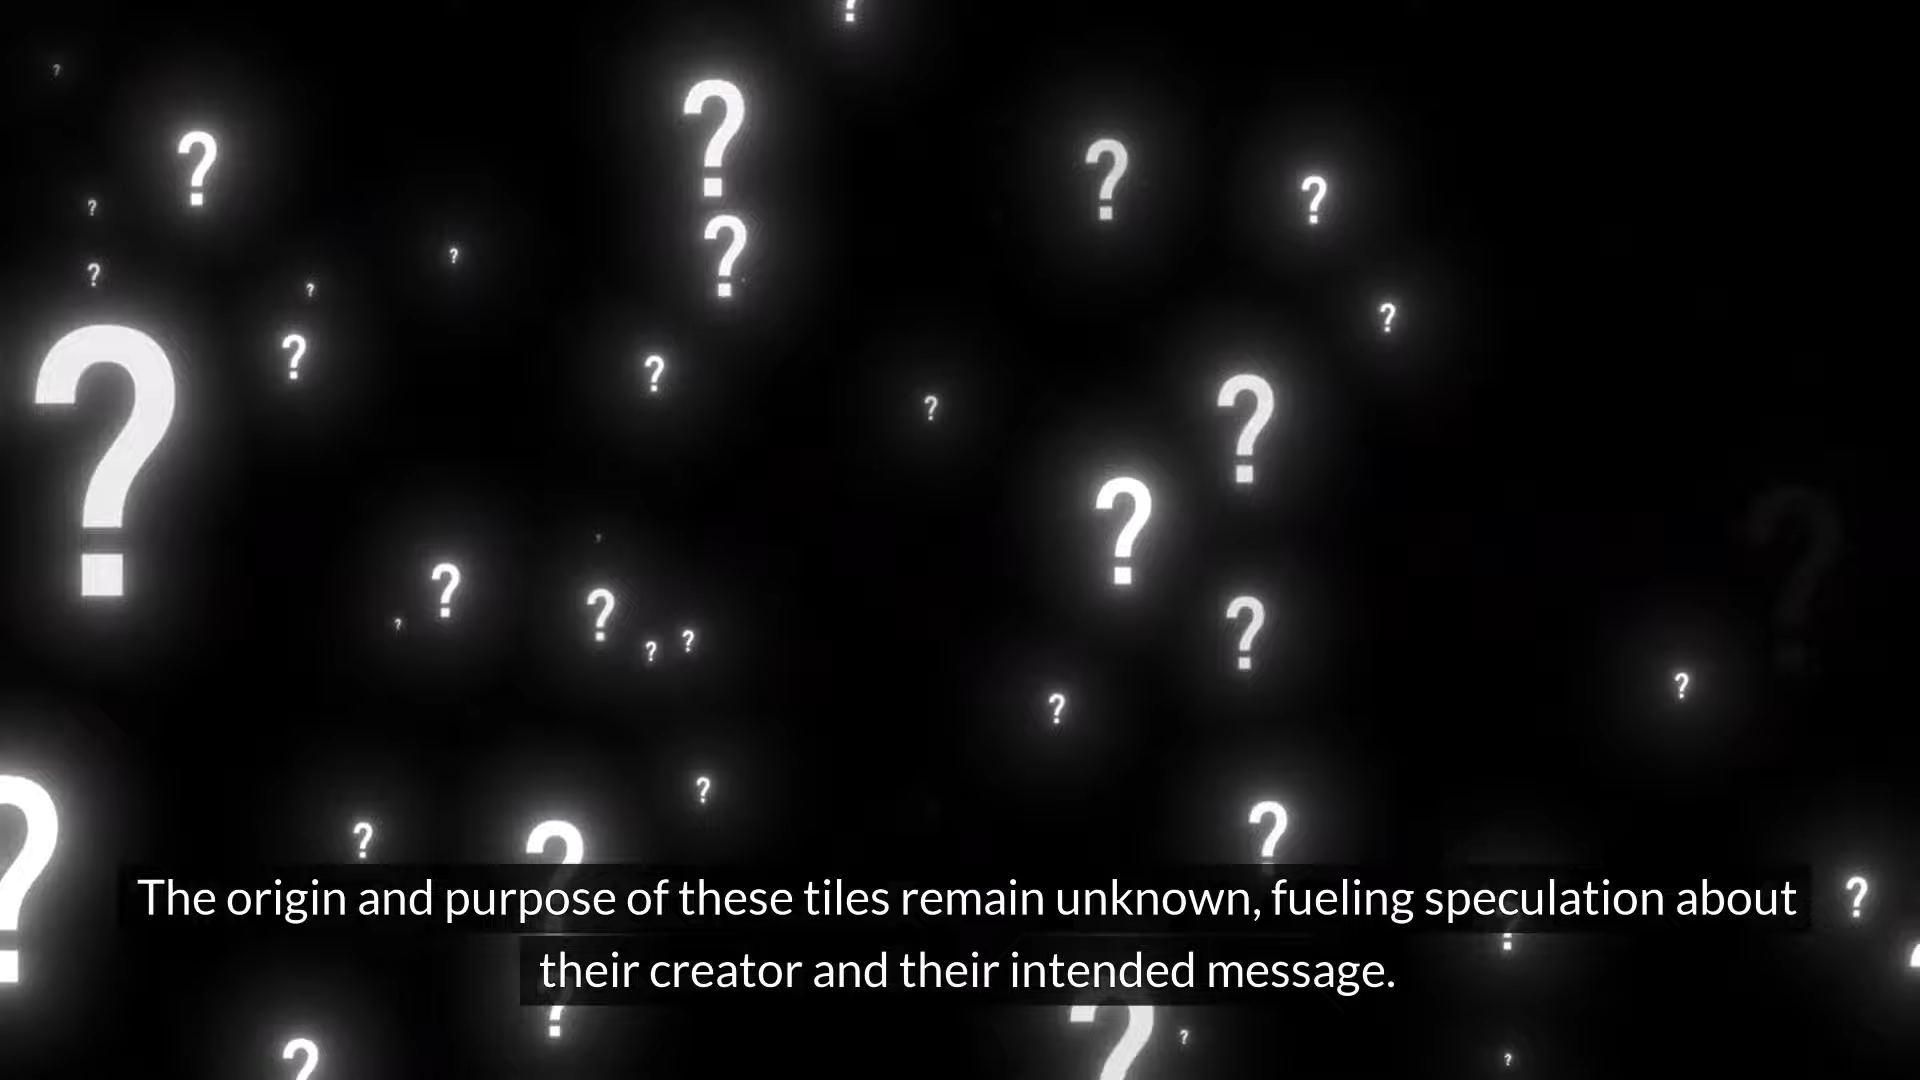 The origin and purpose of these tiles remain unknown, fueling speculation about
their creator and their intended message.